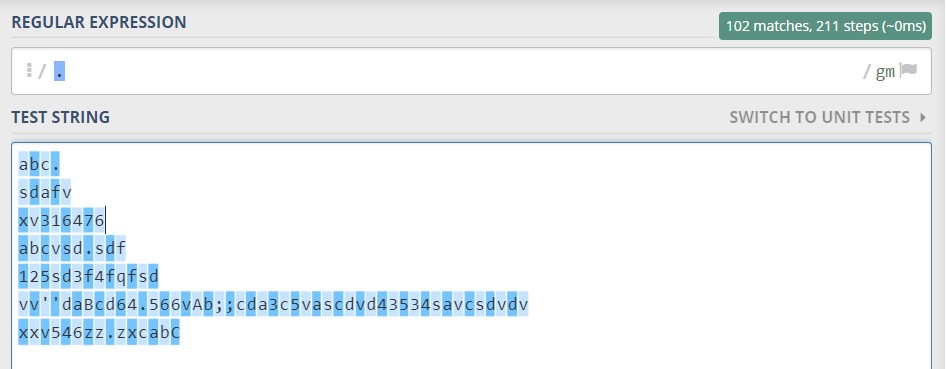 REGULAR EXPRESSION
102 matches, 211 steps (~0ms)
/ . / gm
TEST STRING
SWITCH TO UNIT TESTS
abc.
sdafv
xv316476
abcvsd.sdf
125sd3f4fqfsd
vv''daBcd64.566vAb;;cda3c5vascdvd43534savcsdvdv
xxv546zz.zxcabC